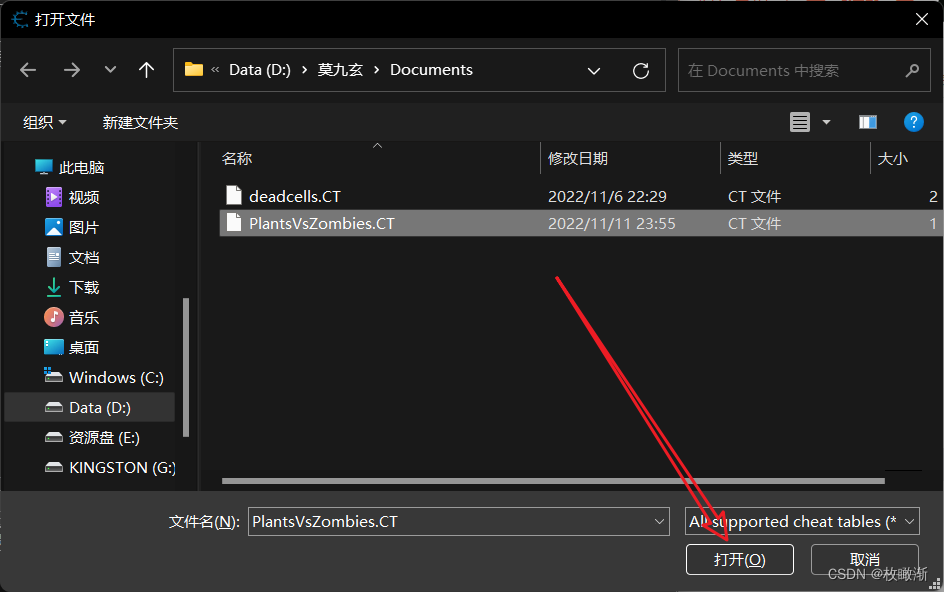 打开文件
« Data (D:) › 莫九玄 › Documents
在 Documents 中搜索
组织 新建文件夹
名称 修改日期 类型 大小
此电脑
视频
图片
文档
下载
音乐
桌面
Windows (C:)
Data (D:)
资源盘 (E:)
KINGSTON (G:)
deadcells.CT 2022/11/6 22:29 CT 文件 2
PlantsVsZombies.CT 2022/11/11 23:55 CT 文件 1
文件名(N): PlantsVsZombies.CT All supported cheat tables (*
打开(O) 取消
CSDN @枚瞰渐